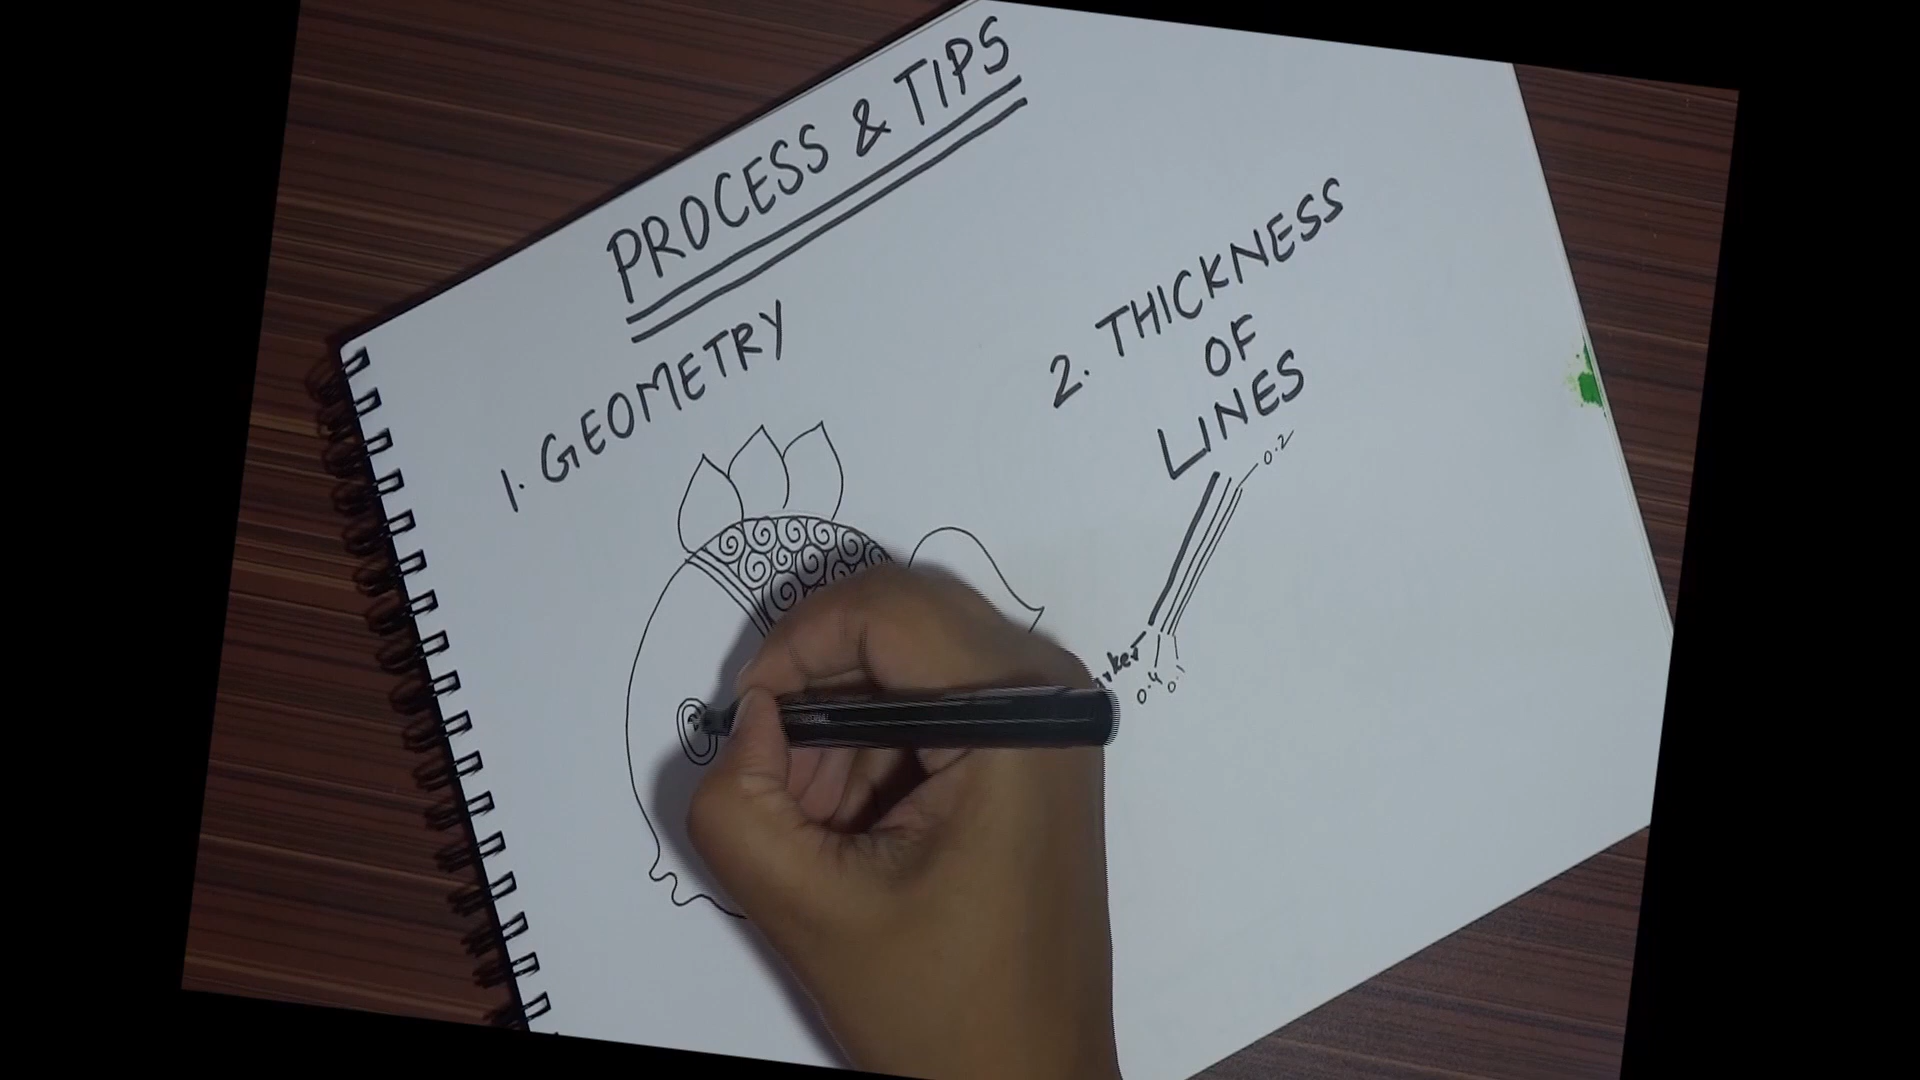 PROCESS & TIPS
1. GEOMETRY
2. THICKNESS
OF
LINES
0.2
0.4
0.1